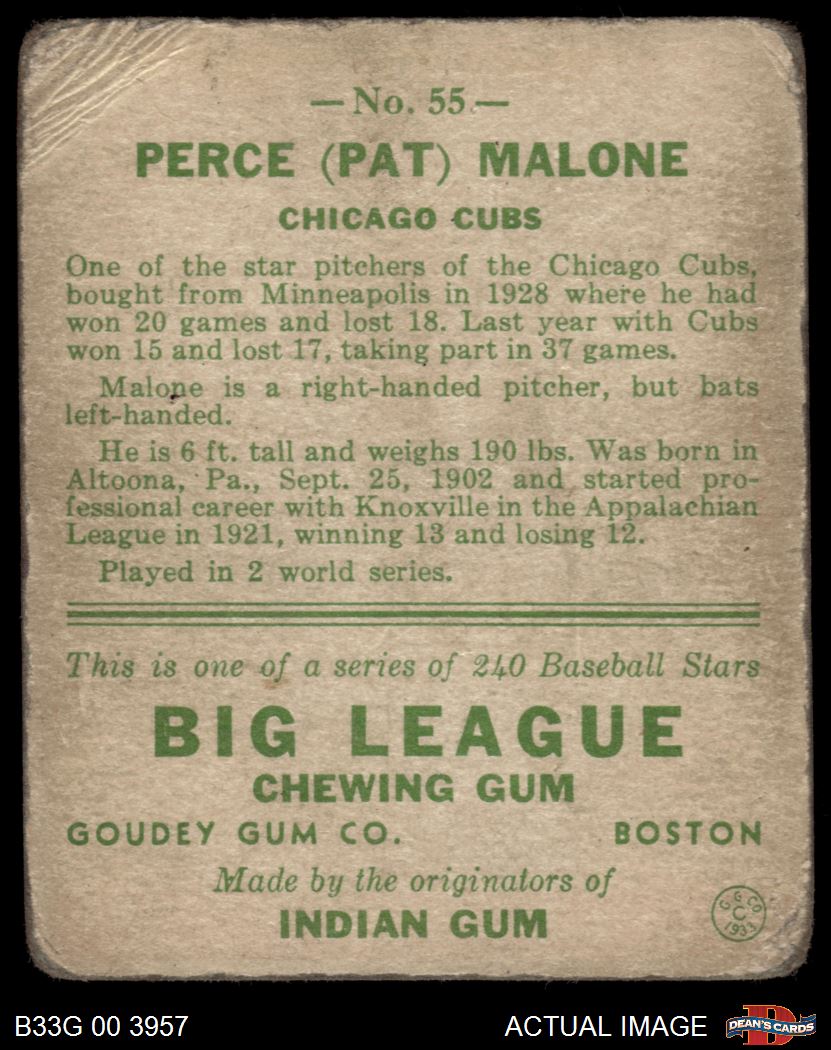 — No. 55 —
PERCE (PAT) MALONE
CHICAGO CUBS
One of the star pitchers of the Chicago Cubs,
bought from Minneapolis in 1928 where he had
won 20 games and lost 18. Last year with Cubs
won 15 and lost 17, taking part in 37 games.
Malone is a right-handed pitcher, but bats
left-handed.
He is 6 ft. tall and weighs 190 lbs. Was born in
Altoona, Pa., Sept. 25, 1902 and started pro-
fessional career with Knoxville in the Appalachian
League in 1921, winning 13 and losing 12.
Played in 2 world series.
This is one of a series of 240 Baseball Stars
BIG LEAGUE
CHEWING GUM
GOUDEY GUM CO. BOSTON
Made by the originators of
INDIAN GUM
G. G. CO
C
1933
B33G 00 3957 ACTUAL IMAGE
D
DEAN'S CARDS